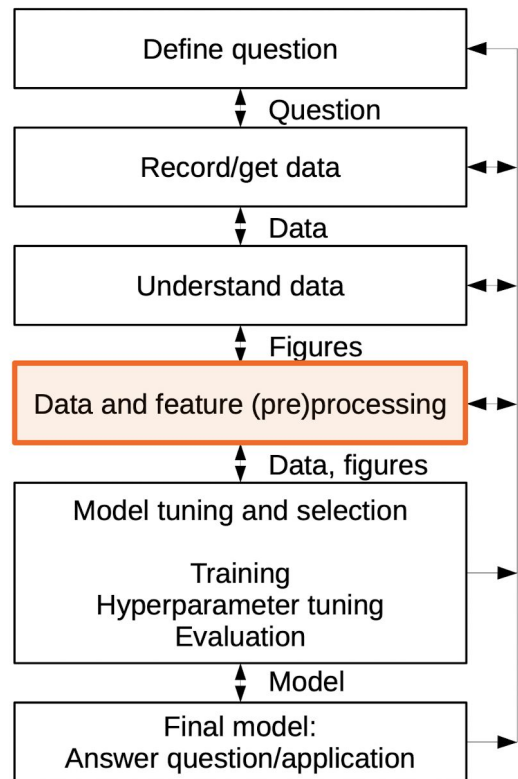 Define question
Question
Record/get data
Data
Understand data
Figures
Data and feature (pre)processing
Data, figures
Model tuning and selection
Training
Hyperparameter tuning
Evaluation
Model
Final model:
Answer question/application